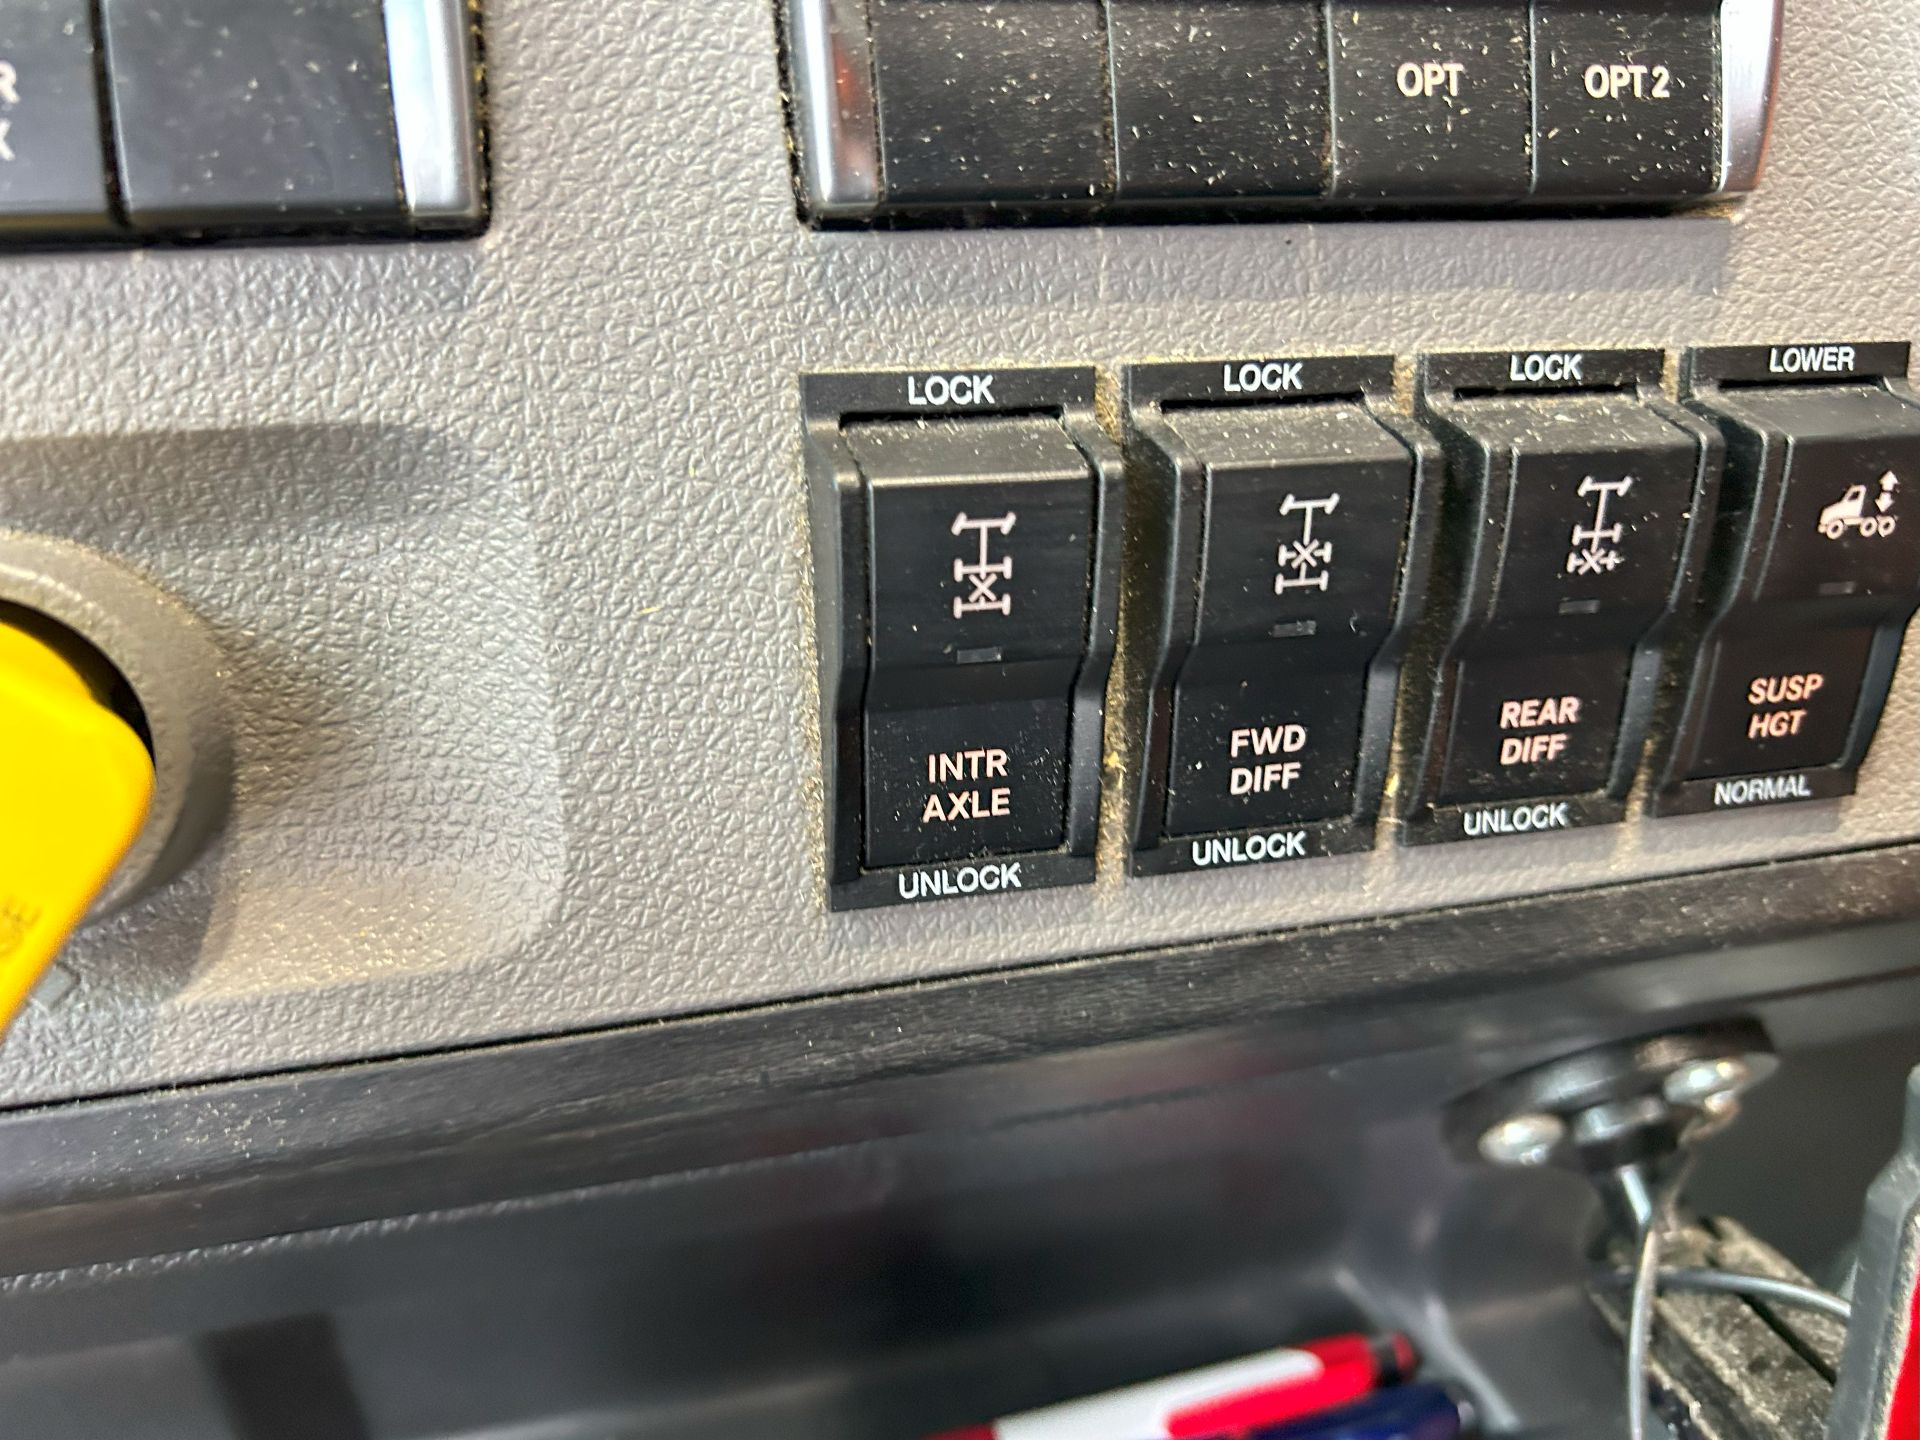 R
X
OPT
OPT 2
LOCK
LOCK
LOCK
LOWER
INTR
AXLE
FWD
DIFF
REAR
DIFF
SUSP
HGT
UNLOCK
UNLOCK
UNLOCK
NORMAL